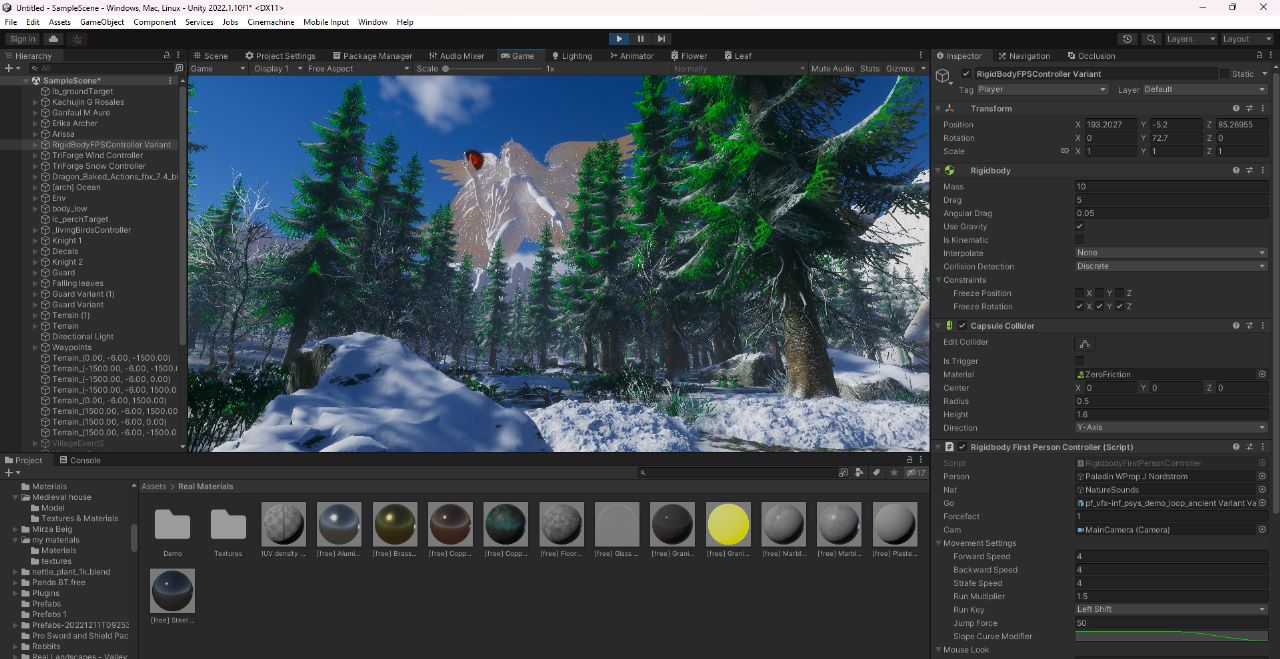 Untitled - SampleScene - Windows, Mac, Linux - Unity 2022.1.10f1* <DX11>
File Edit Assets GameObject Component Services Jobs Cinemachine Mobile Input Window Help
Sign in
Layers Layout
Hierarchy
All
SampleScene*
lb_groundTarget
Kachujin G Rosales
Ganfaul M Aure
Erika Archer
Arissa
RigidBodyFPSController Variant
TriForge Wind Controller
TriForge Snow Controller
Dragon_Baked_Actions_fbx_7.4_bi
[arch] Ocean
Env
body_low
lc_perchTarget
_livingBirdsController
Knight 1
Decals
Knight 2
Guard
Falling leaves
Guard Variant (1)
Guard Variant
Terrain (1)
Terrain
Directional Light
Waypoints
Terrain_(0.00, -6.00, -1500.00)
Terrain_(-1500.00, -6.00, -1500.
Terrain_(-1500.00, -6.00, 0.00)
Terrain_(-1500.00, -6.00, 1500.0
Terrain_(0.00, -6.00, 1500.00)
Terrain_(1500.00, -6.00, 1500.00
Terrain_(1500.00, -6.00, 0.00)
Terrain_(1500.00, -6.00, -1500.0
VillageEventS
Scene Project Settings Package Manager Audio Mixer Game Lighting Animator Flower Leaf
Game Display 1 Free Aspect Scale 1x Normally Mute Audio Stats Gizmos
Inspector Navigation Occlusion
RigidBodyFPSController Variant Static
Tag Player Layer Default
Transform
Position X 193.2027 Y -5.2 Z 85.26955
Rotation X 0 Y 72.7 Z 0
Scale X 1 Y 1 Z 1
Rigidbody
Mass 10
Drag 5
Angular Drag 0.05
Use Gravity
Is Kinematic
Interpolate None
Collision Detection Discrete
Constraints
Freeze Position X Y Z
Freeze Rotation X Y Z
Capsule Collider
Edit Collider
Is Trigger
Material ZeroFriction
Center X 0 Y 0 Z 0
Radius 0.5
Height 1.6
Direction Y-Axis
Rigidbody First Person Controller (Script)
Script RigidbodyFirstPersonController
Person Paladin WProp J Nordstrom
Nat NatureSounds
Go pf_vfx-inf_psys_demo_loop_ancient Variant Va
Forcefact 1
Cam MainCamera (Camera)
Movement Settings
Forward Speed 4
Backward Speed 4
Strafe Speed 4
Run Multiplier 1.5
Run Key Left Shift
Jump Force 50
Slope Curve Modifier
Mouse Look
Project Console
17
Materials
Medieval house
Model
Textures & Materials
Mirza Beig
my materials
Materials
textures
nettle_plant_1k.blend
Panda.BT.free
Plugins
Prefabs
Prefabs 1
Prefabs-20221211T09253
Pro Sword and Shield Pac
Rabbits
Real Landscapes - Valley
Assets > Real Materials
Demo Textures !UV density ... [free] Alumi... [free] Brass... [free] Copp... [free] Copp... [free] Floor... [free] Glass ... [free] Grani... [free] Grani... [free] Marbl... [free] Marbl... [free] Plaste...
[free] Steel ...